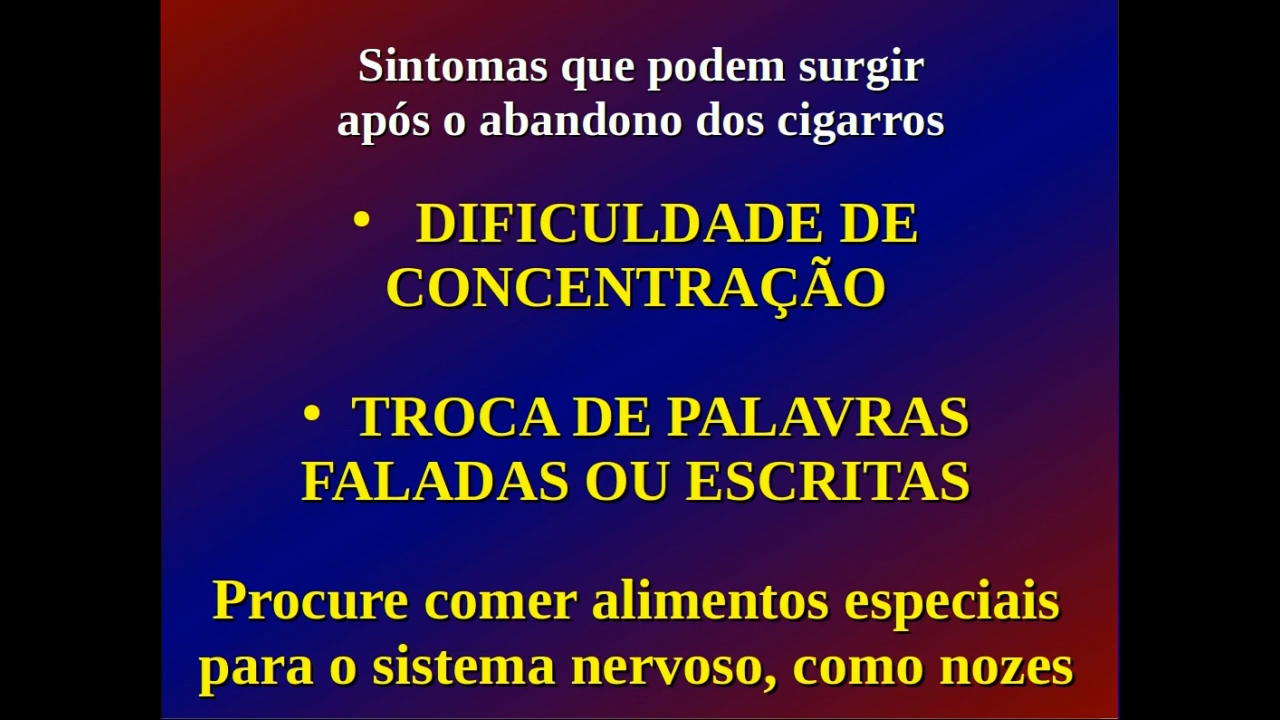 Sintomas que podem surgir
após o abandono dos cigarros
• DIFICULDADE DE
CONCENTRAÇÃO
• TROCA DE PALAVRAS
FALADAS OU ESCRITAS
Procure comer alimentos especiais
para o sistema nervoso, como nozes